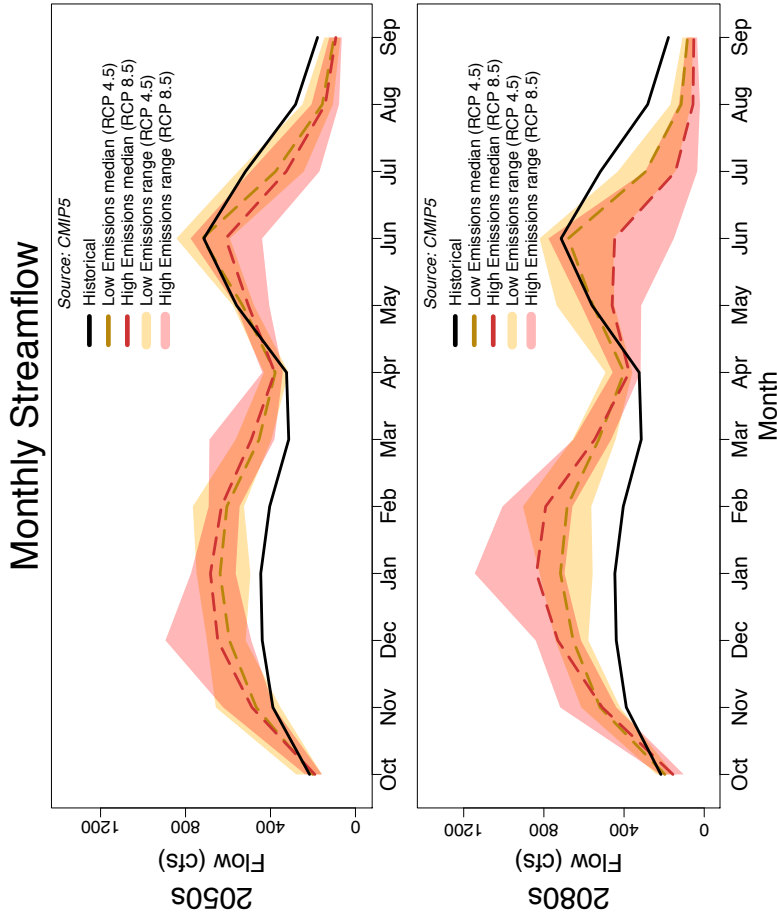 Monthly Streamflow
2050s
Flow (cfs)
1200
800
400
0
Source: CMIP5
Historical
Low Emissions median (RCP 4.5)
High Emissions median (RCP 8.5)
Low Emissions range (RCP 4.5)
High Emissions range (RCP 8.5)
Oct Nov Dec Jan Feb Mar Apr May Jun Jul Aug Sep
2080s
Flow (cfs)
1200
800
400
0
Source: CMIP5
Historical
Low Emissions median (RCP 4.5)
High Emissions median (RCP 8.5)
Low Emissions range (RCP 4.5)
High Emissions range (RCP 8.5)
Oct Nov Dec Jan Feb Mar Apr May Jun Jul Aug Sep
Month